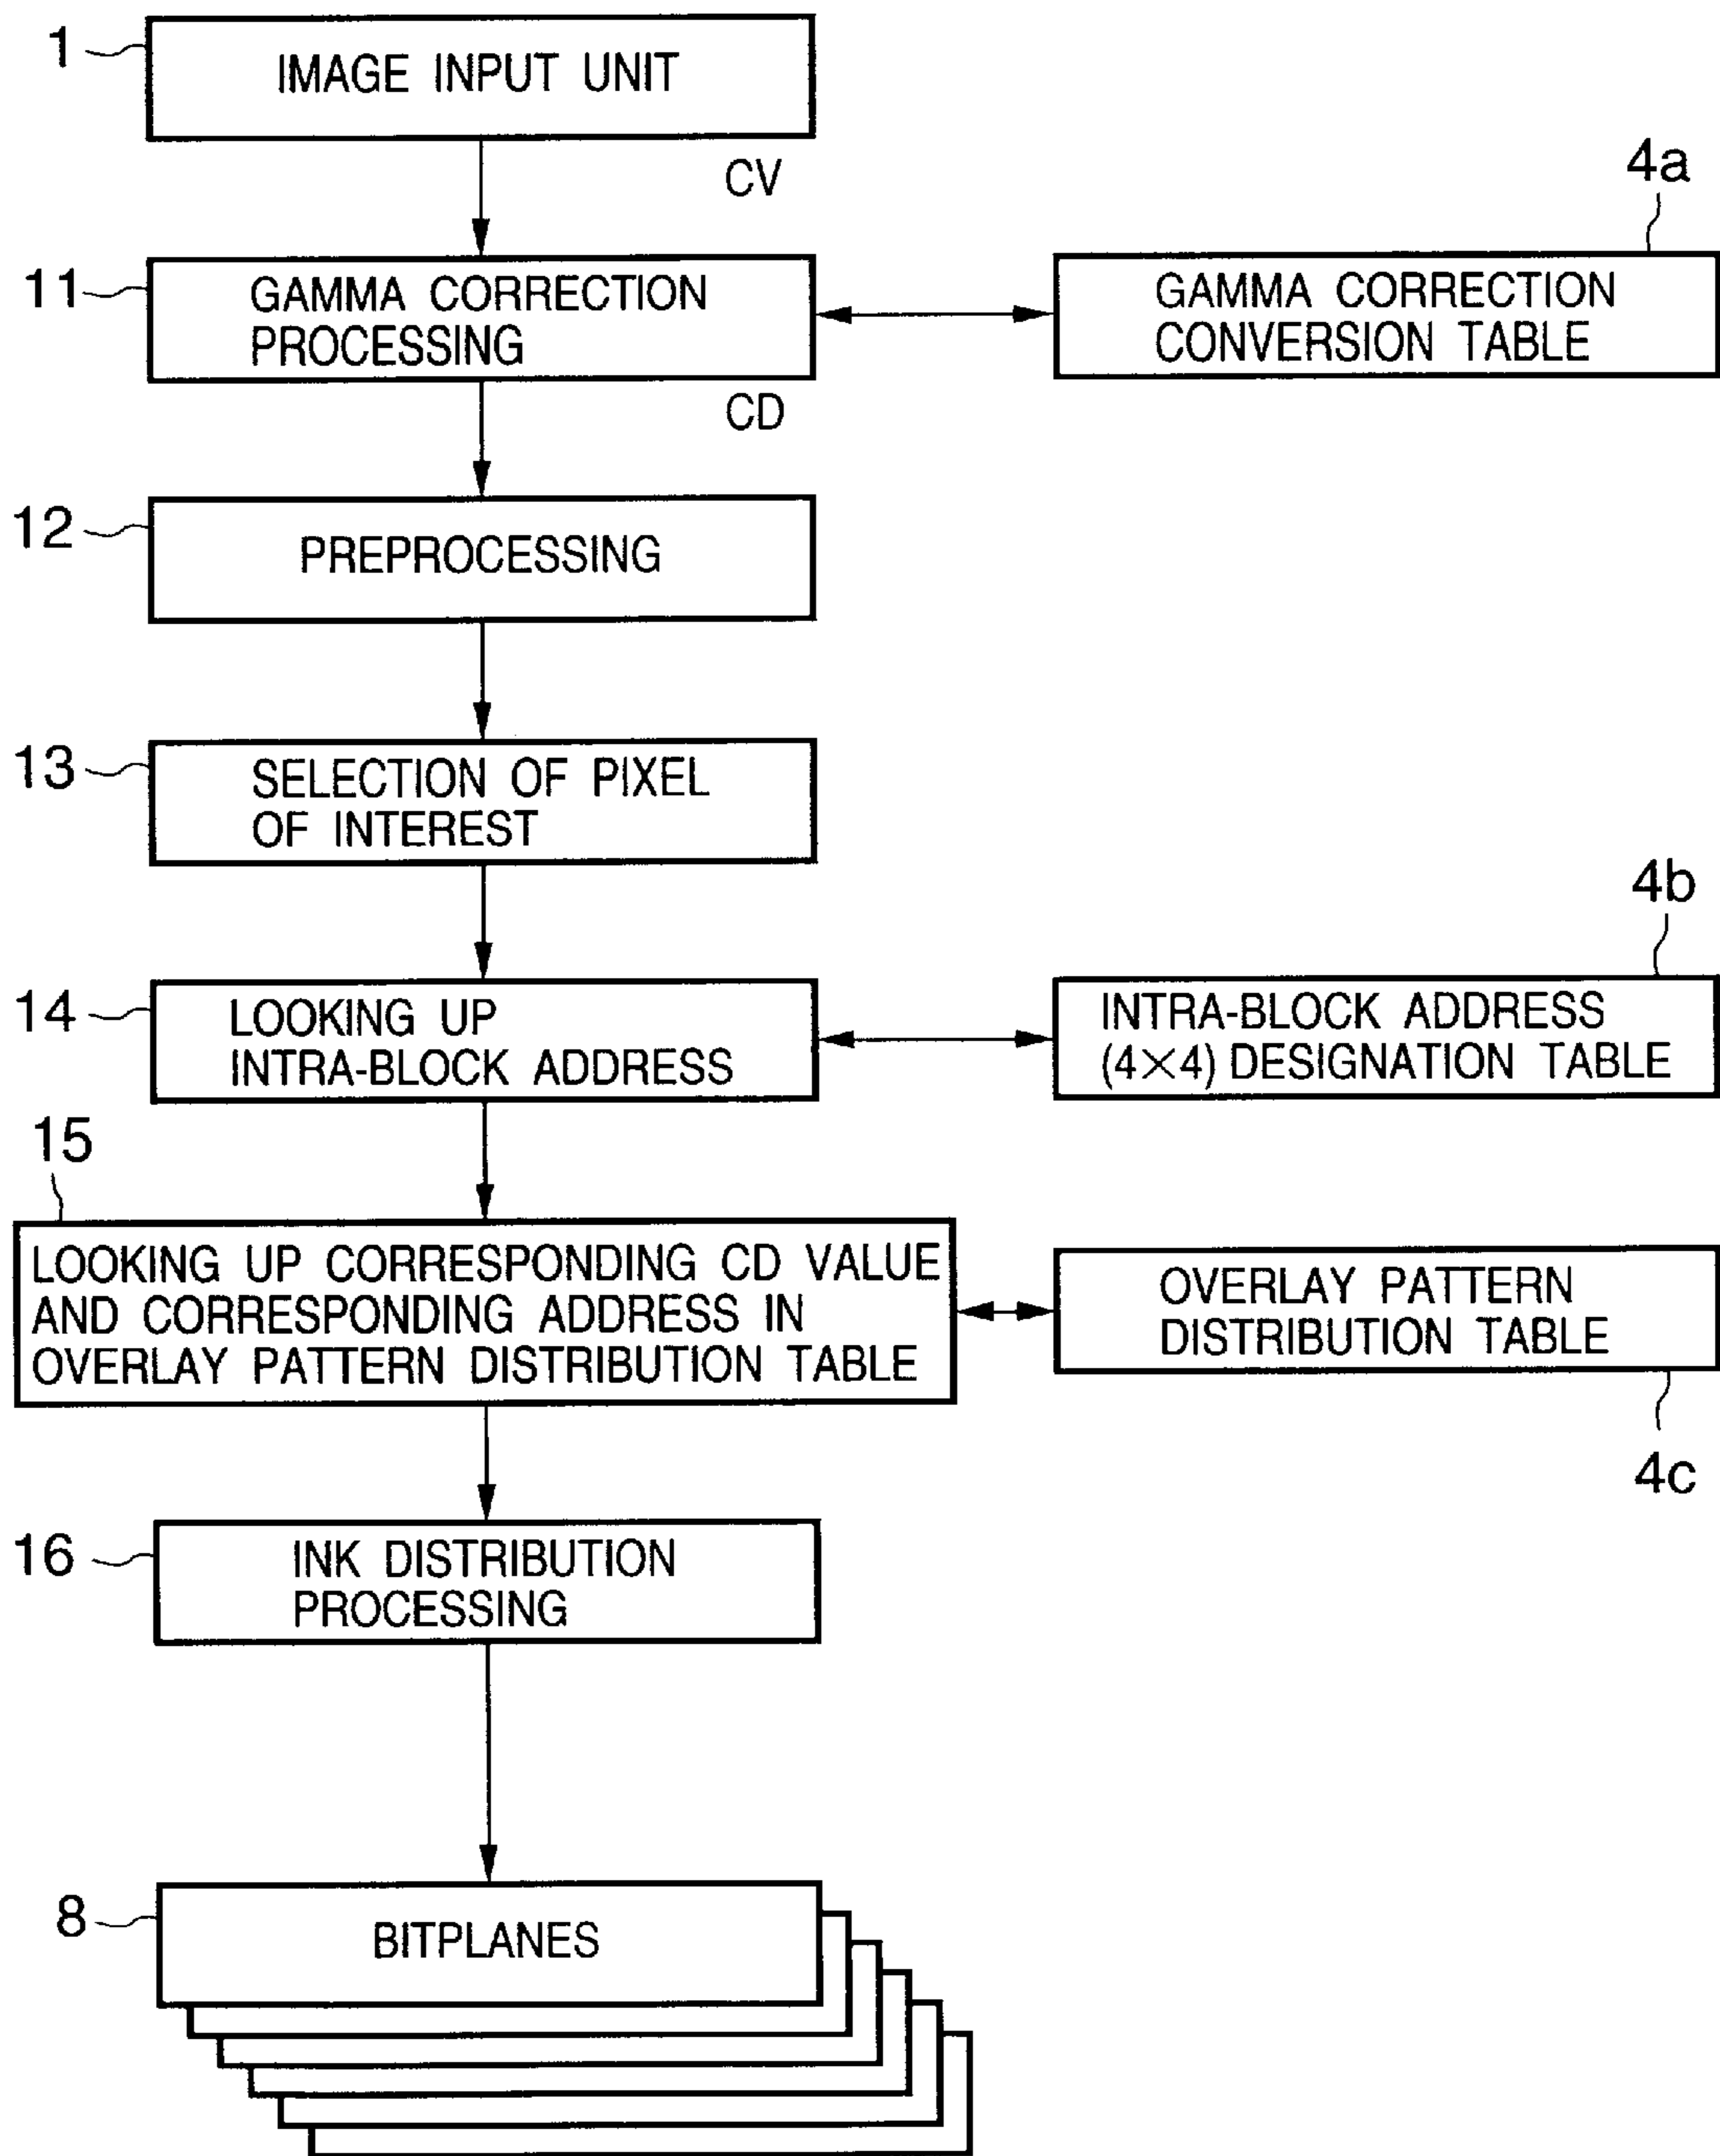 1
IMAGE INPUT UNIT
CV
4a
11
GAMMA CORRECTION
PROCESSING
GAMMA CORRECTION
CONVERSION TABLE
CD
12
PREPROCESSING
13
SELECTION OF PIXEL
OF INTEREST
4b
14
LOOKING UP
INTRA-BLOCK ADDRESS
INTRA-BLOCK ADDRESS
(4×4) DESIGNATION TABLE
15
LOOKING UP CORRESPONDING CD VALUE
AND CORRESPONDING ADDRESS IN
OVERLAY PATTERN DISTRIBUTION TABLE
OVERLAY PATTERN
DISTRIBUTION TABLE
4c
16
INK DISTRIBUTION
PROCESSING
8
BITPLANES